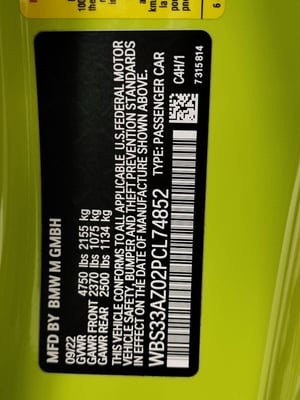 MFD BY BMW M GMBH
09/22
GVWR 4750 lbs 2155 kg
GAWR FRONT 2370 lbs 1075 kg
GAWR REAR 2500 lbs 1134 kg
THIS VEHICLE CONFORMS TO ALL APPLICABLE U.S.FEDERAL MOTOR
VEHICLE SAFETY, BUMPER AND THEFT PREVENTION STANDARDS IN
EFFECT ON THE DATE OF MANUFACTURE SHOWN ABOVE.
WBS33AZ02PCL74852 TYPE: PASSENGER CAR
C4H/1
7315814